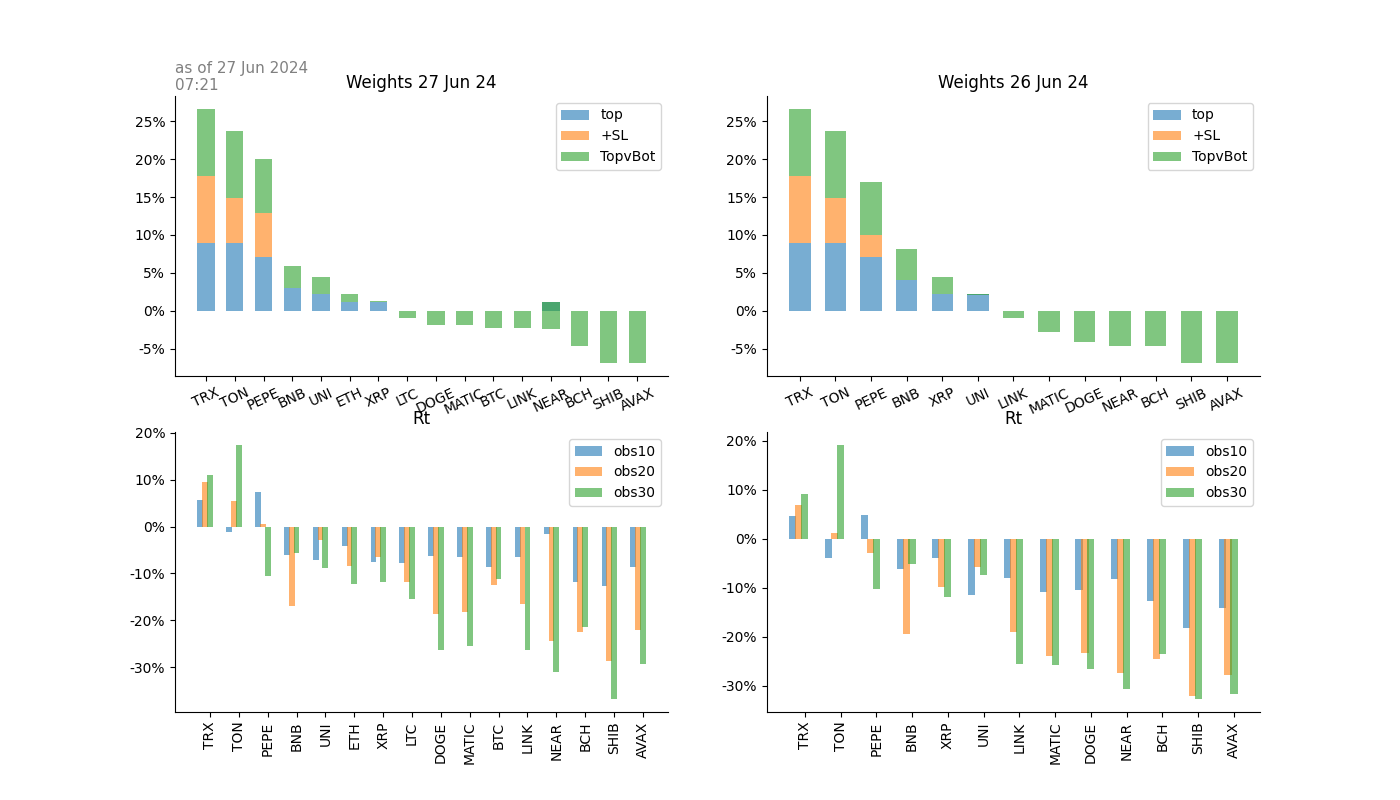 as of 27 Jun 2024
07:21
Weights 27 Jun 24
25%
20%
15%
10%
5%
0%
-5%
top
+SL
TopvBot
TRX TON PEPE BNB UNI ETH XRP LTC DOGE MATIC BTC LINK NEAR BCH SHIB AVAX
Weights 26 Jun 24
25%
20%
15%
10%
5%
0%
-5%
top
+SL
TopvBot
TRX TON PEPE BNB XRP UNI LINK MATIC DOGE NEAR BCH SHIB AVAX
Rt
20%
10%
0%
-10%
-20%
-30%
obs10
obs20
obs30
TRX TON PEPE BNB UNI ETH XRP LTC DOGE MATIC BTC LINK NEAR BCH SHIB AVAX
Rt
20%
10%
0%
-10%
-20%
-30%
obs10
obs20
obs30
TRX TON PEPE BNB XRP UNI LINK MATIC DOGE NEAR BCH SHIB AVAX